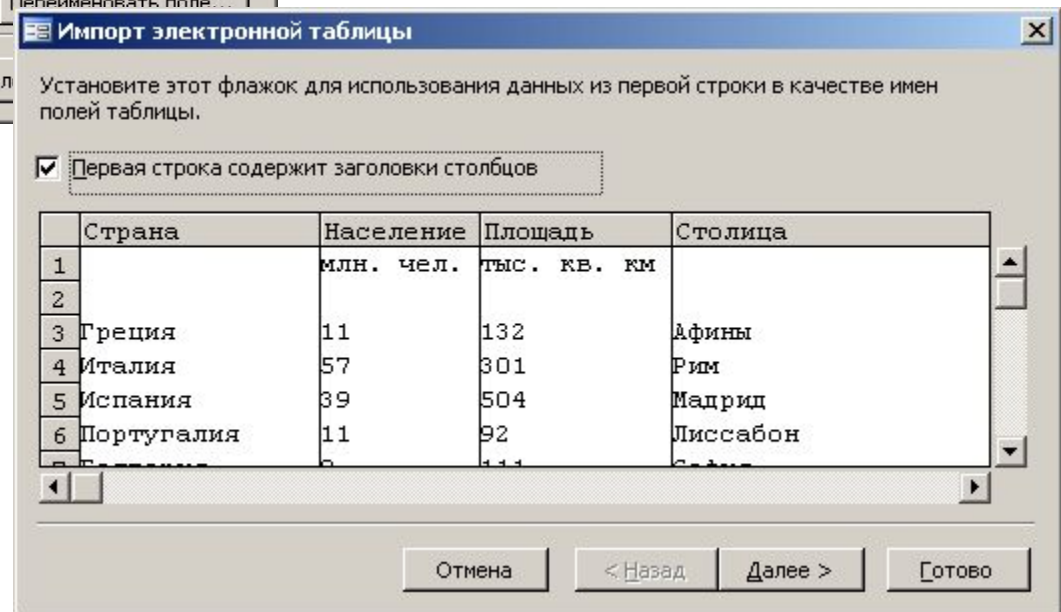 Переименовать поле...
Импорт электронной таблицы
Установите этот флажок для использования данных из первой строки в качестве имен
полей таблицы.
Первая строка содержит заголовки столбцов
Страна Население Площадь Столица
1 млн. чел. тыс. кв. км
2
3 Греция 11 132 Афины
4 Италия 57 301 Рим
5 Испания 39 504 Мадрид
6 Португалия 11 92 Лиссабон
Отмена < Назад Далее > Готово